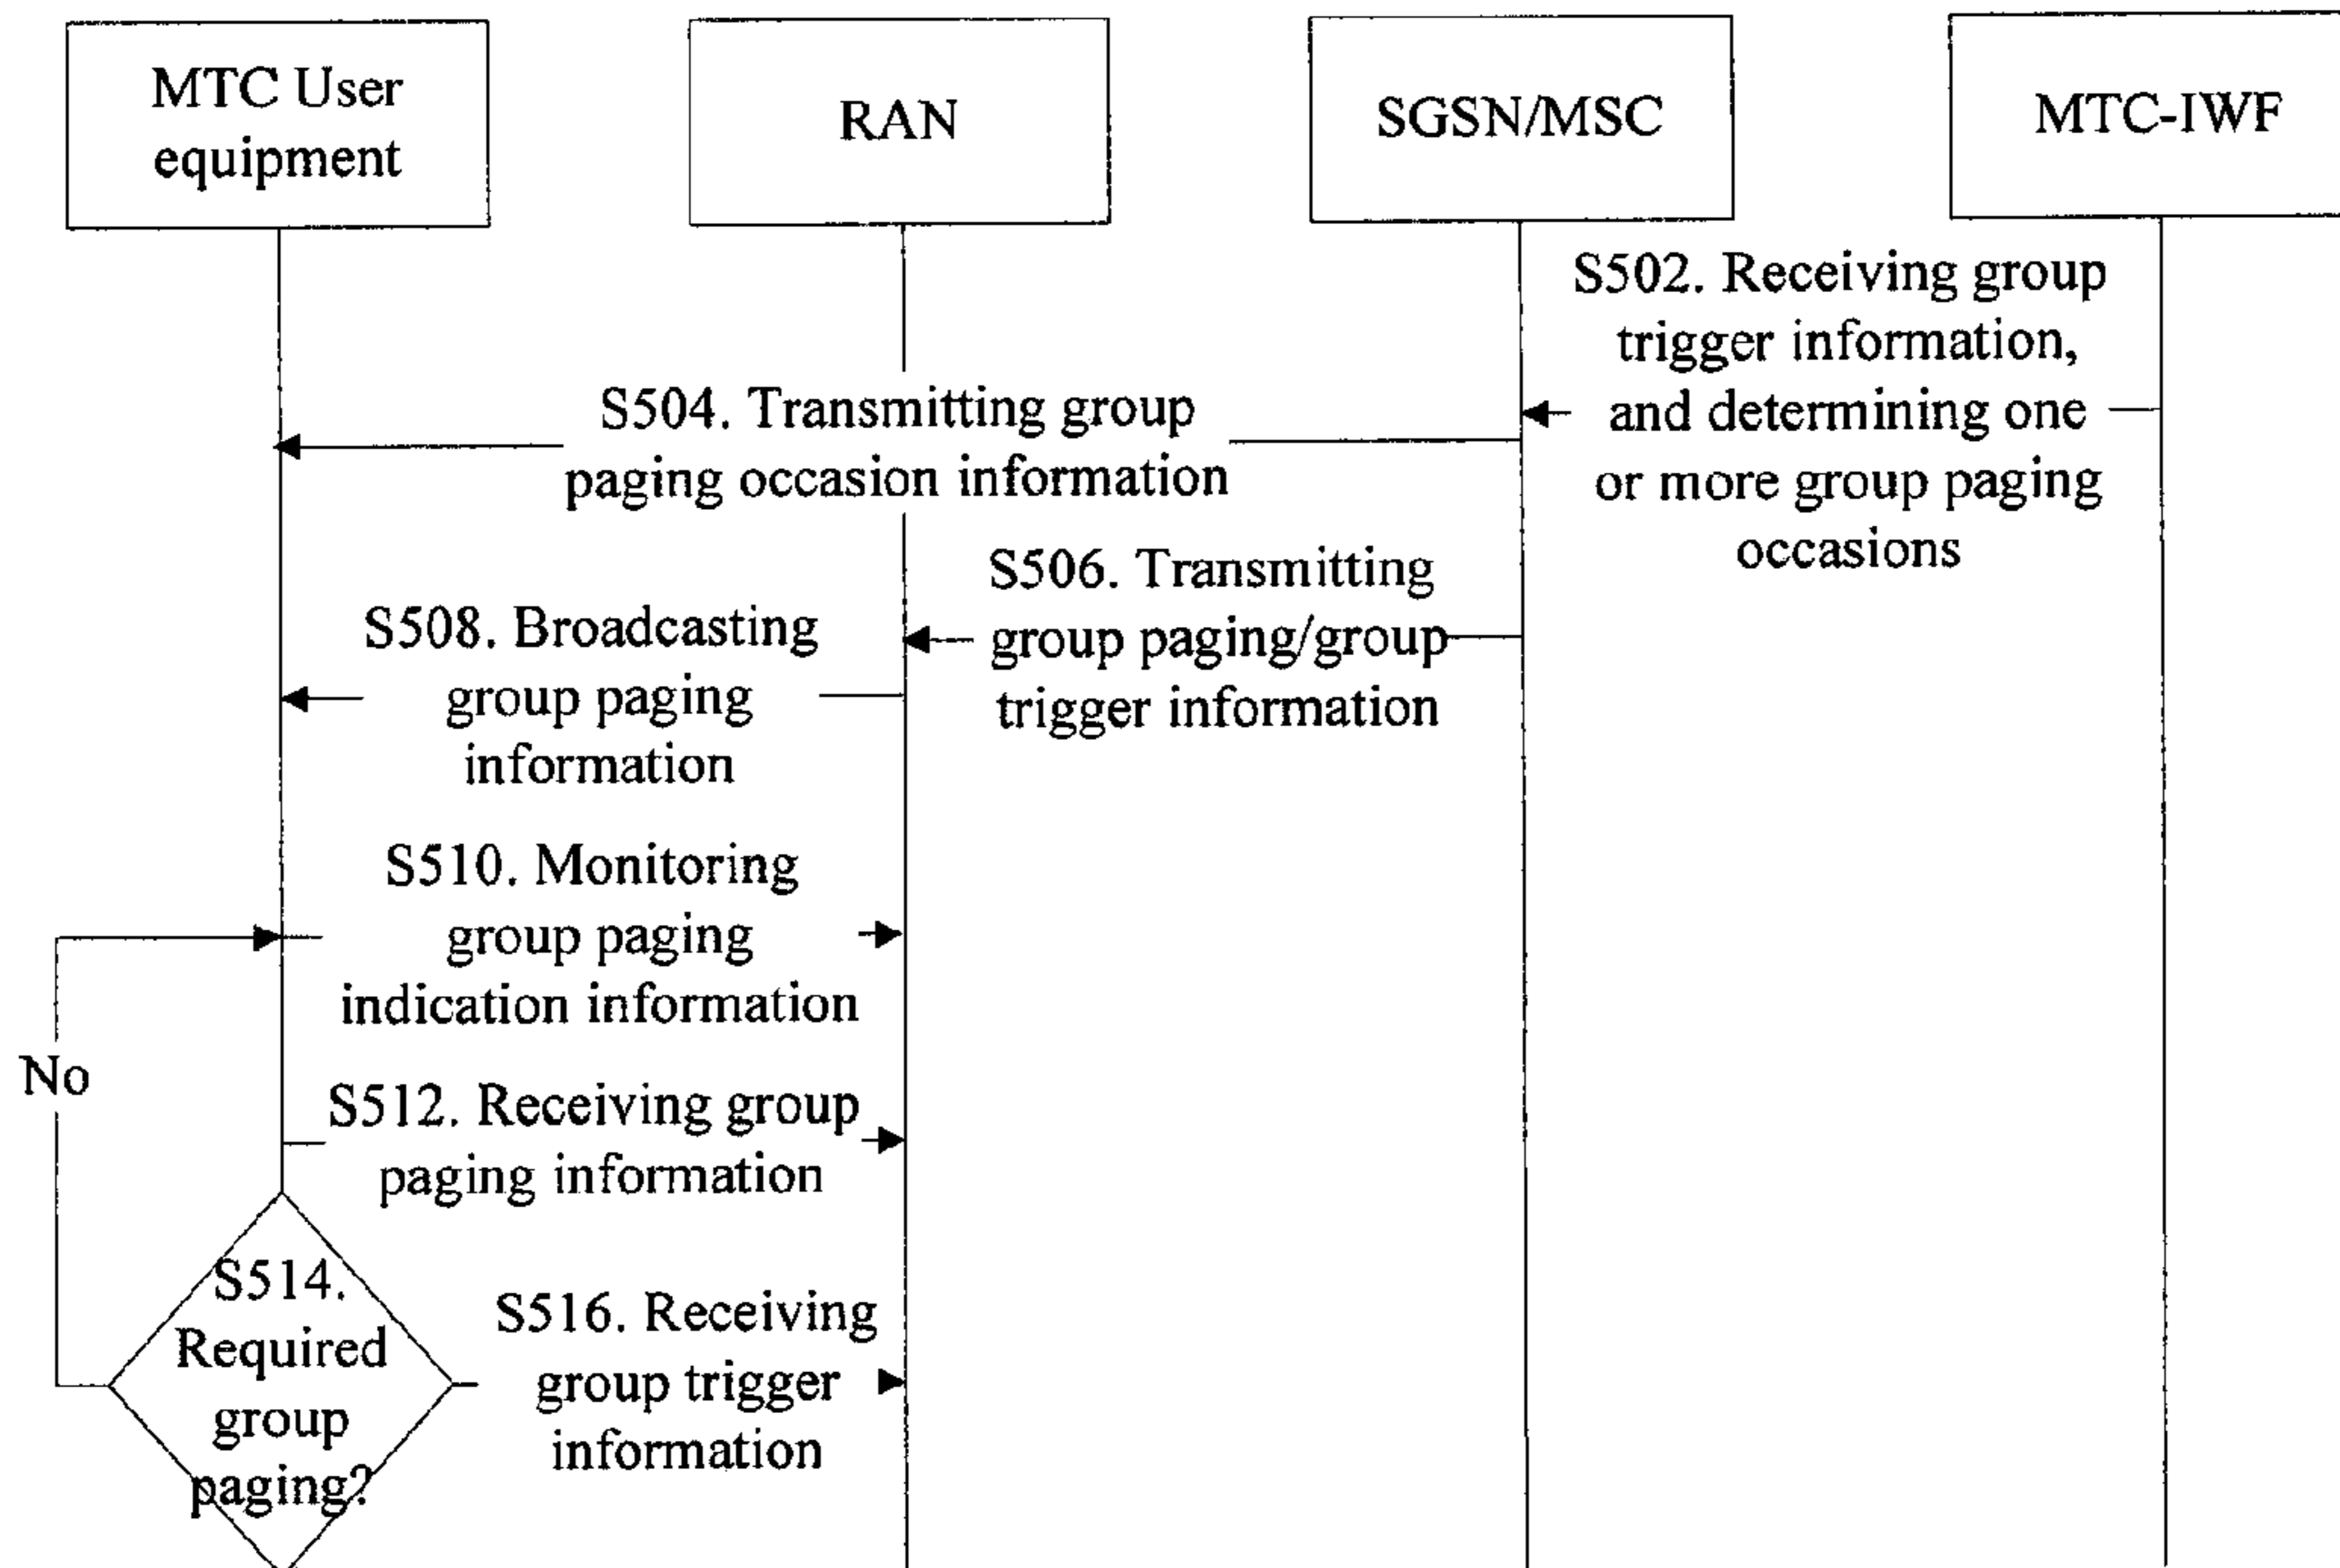 MTC User
equipment
RAN
SGSN/MSC
MTC-IWF
S502. Receiving group
trigger information,
and determining one
or more group paging
occasions
S504. Transmitting group
paging occasion information
S506. Transmitting
group paging/group
trigger information
S508. Broadcasting
group paging
information
S510. Monitoring
group paging
indication information
No
S512. Receiving group
paging information
S514.
Required
group
paging?
S516. Receiving
group trigger
information